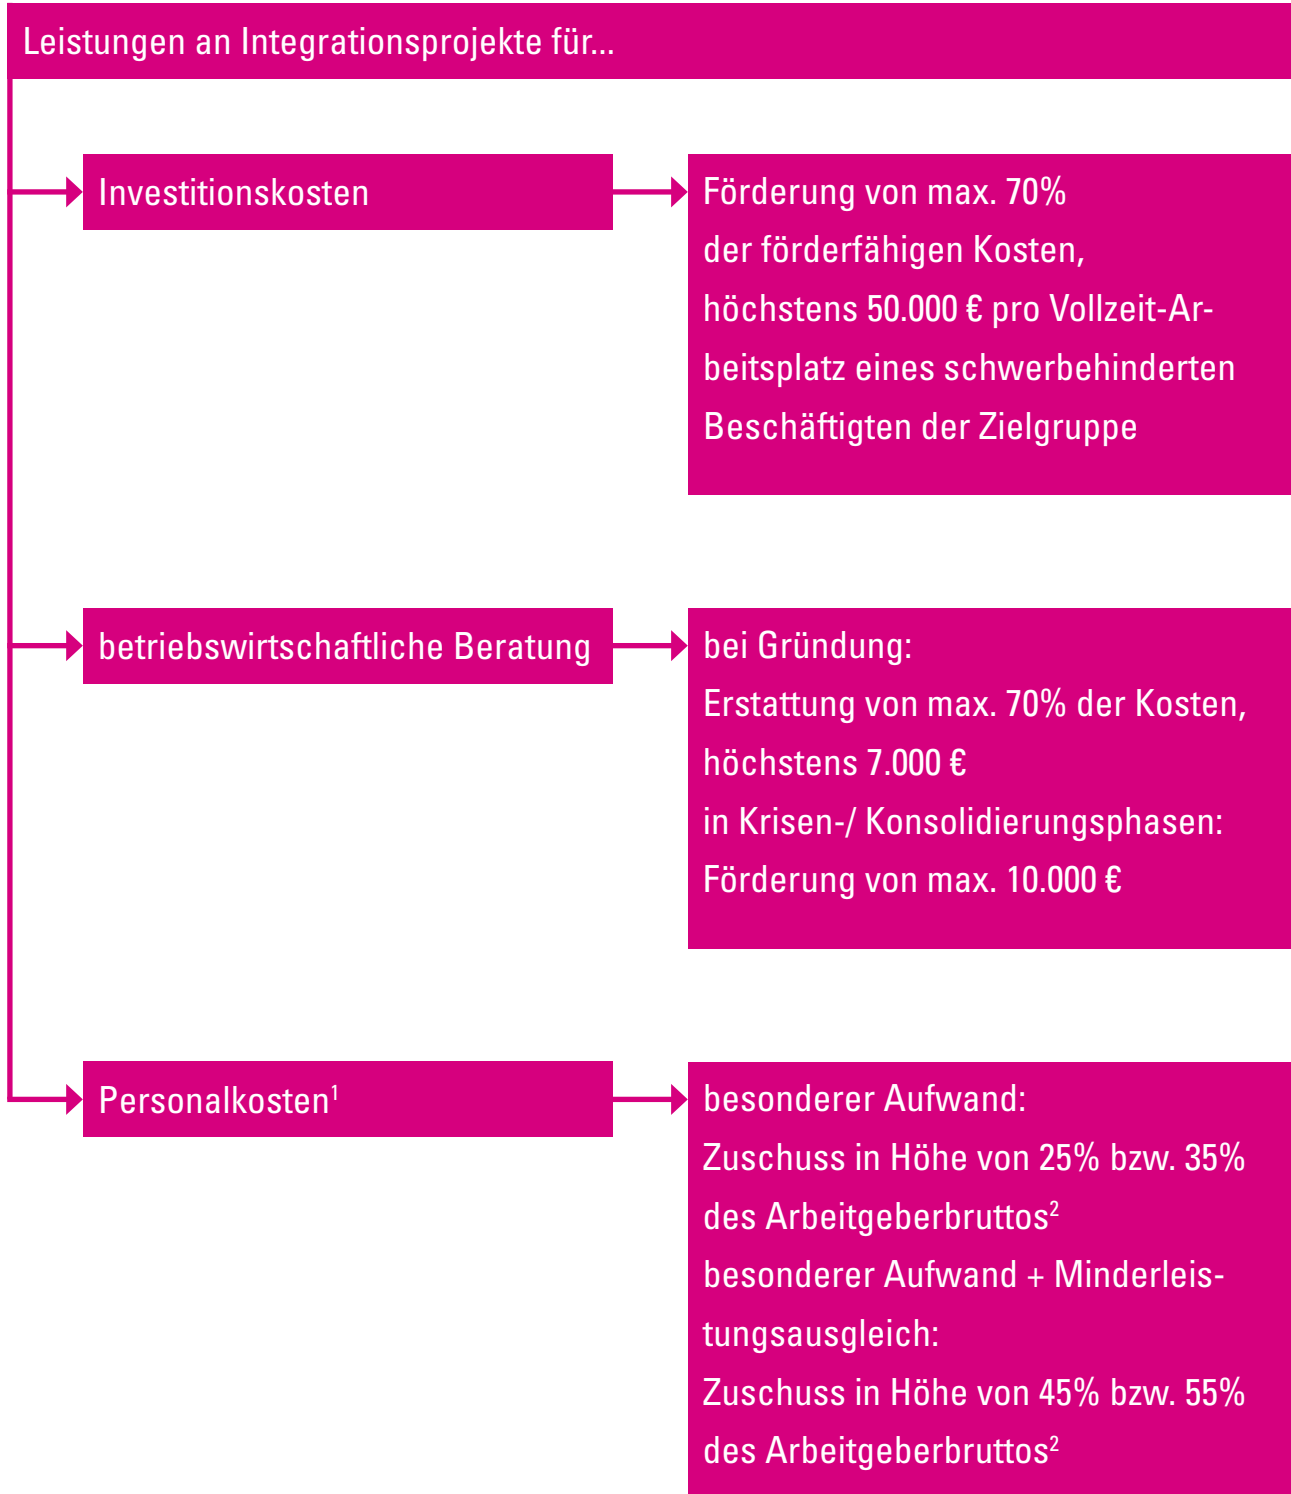 Leistungen an Integrationsprojekte für...
Investitionskosten
Förderung von max. 70%
der förderfähigen Kosten,
höchstens 50.000 € pro Vollzeit-Ar-
beitsplatz eines schwerbehinderten
Beschäftigten der Zielgruppe
betriebswirtschaftliche Beratung
bei Gründung:
Erstattung von max. 70% der Kosten,
höchstens 7.000 €
in Krisen-/ Konsolidierungsphasen:
Förderung von max. 10.000 €
Personalkosten¹
besonderer Aufwand:
Zuschuss in Höhe von 25% bzw. 35%
des Arbeitgeberbruttos²
besonderer Aufwand + Minderleis-
tungsausgleich:
Zuschuss in Höhe von 45% bzw. 55%
des Arbeitgeberbruttos²